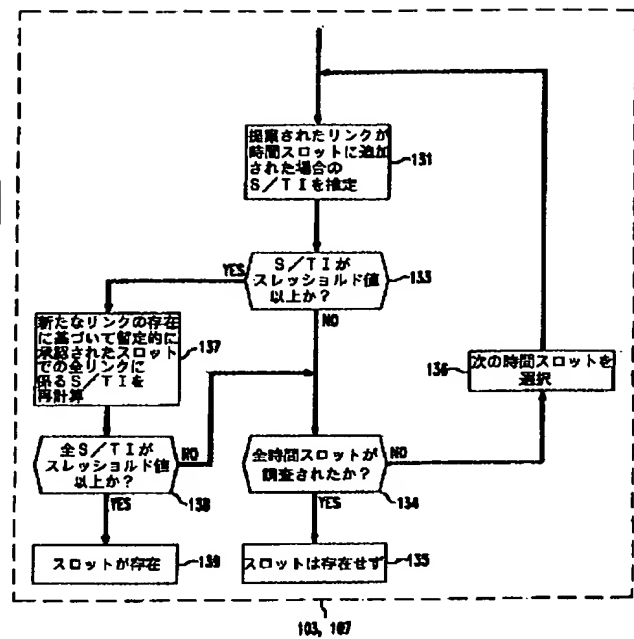 提案されたリンクが
時間スロットに追加
された場合の
S/TIを推定
131
S/TIが
スレッショルド値
以上か?
133
YES
NO
新たなリンクの存在
に基づいて暫定的に
承認されたスロット
での全リンクに
係るS/TIを
再計算
137
次の時間スロットを
選択
136
全S/TIが
スレッショルド値
以上か?
138
NO
YES
全時間スロットが
調査されたか?
134
NO
YES
スロットが存在
139
スロットは存在せず
135
103, 107